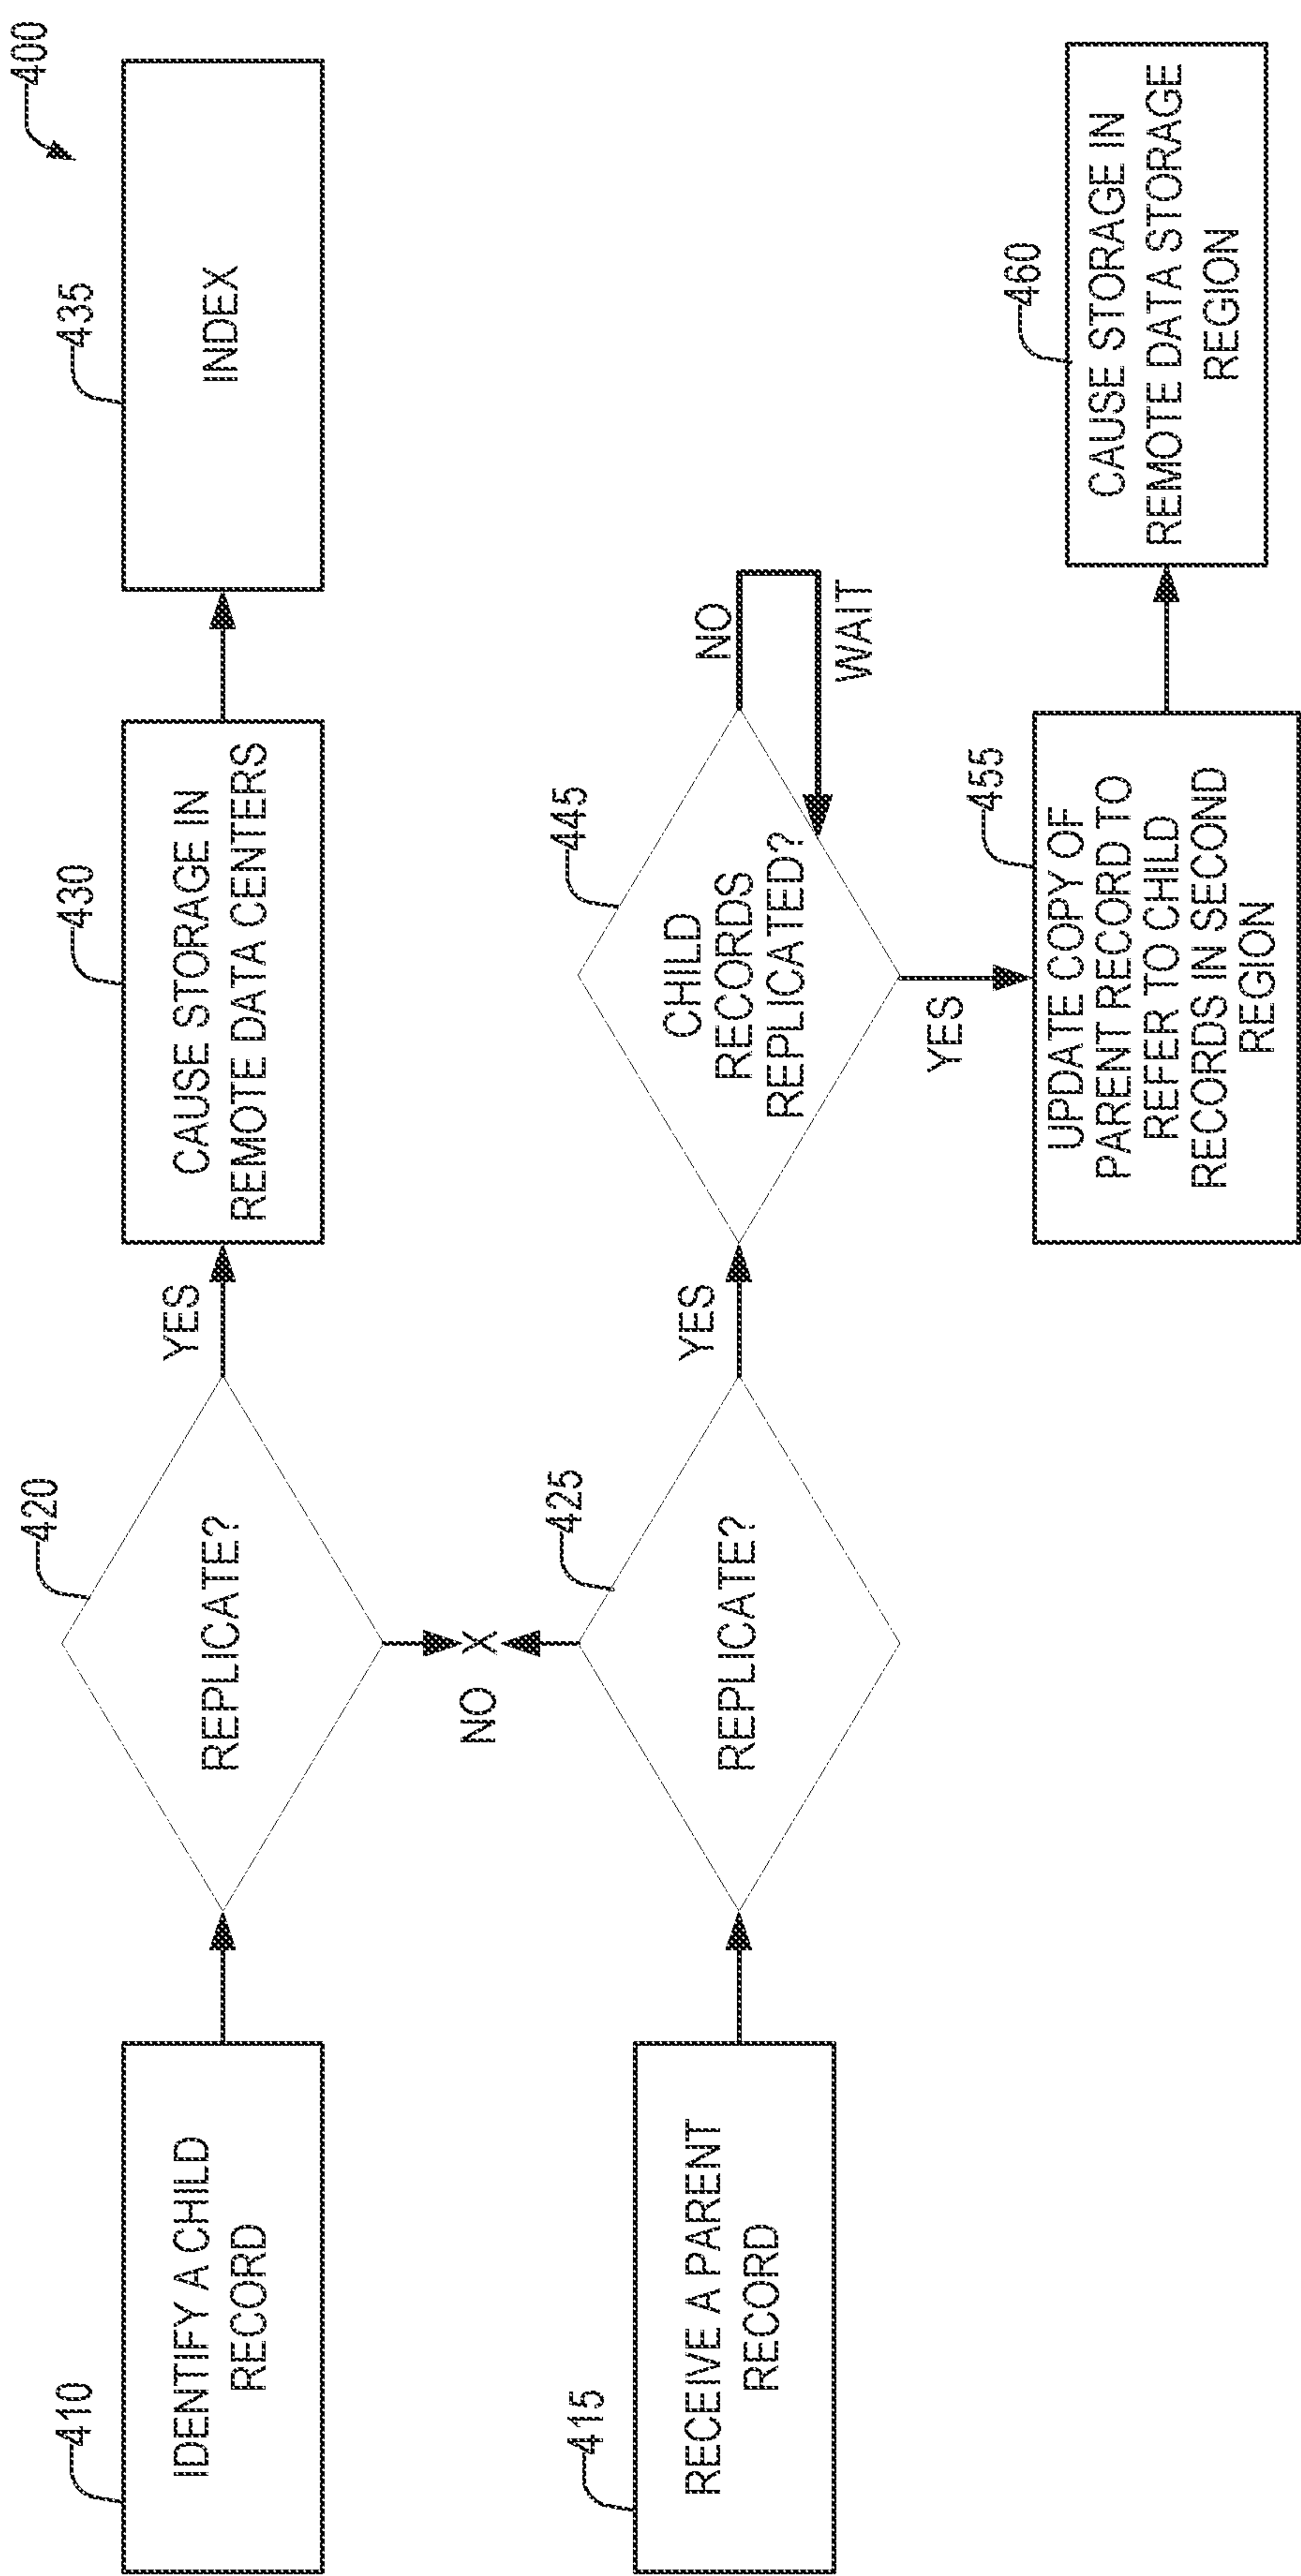 400
410
IDENTIFY A CHILD
RECORD
420
REPLICATE?
YES
430
CAUSE STORAGE IN
REMOTE DATA CENTERS
435
INDEX
NO X
415
RECEIVE A PARENT
RECORD
425
REPLICATE?
YES
445
CHILD
RECORDS
REPLICATED?
NO
WAIT
YES
455
UPDATE COPY OF
PARENT RECORD TO
REFER TO CHILD
RECORDS IN SECOND
REGION
460
CAUSE STORAGE IN
REMOTE DATA STORAGE
REGION